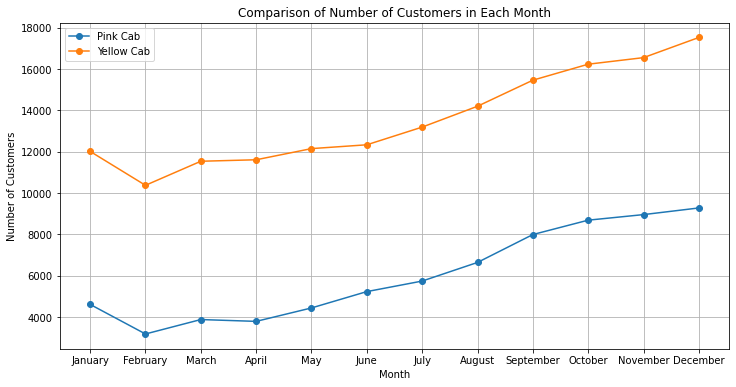 Comparison of Number of Customers in Each Month
Pink Cab
Yellow Cab
18000
16000
14000
12000
10000
8000
6000
4000
Number of Customers
January February March April May June July August September October November December
Month